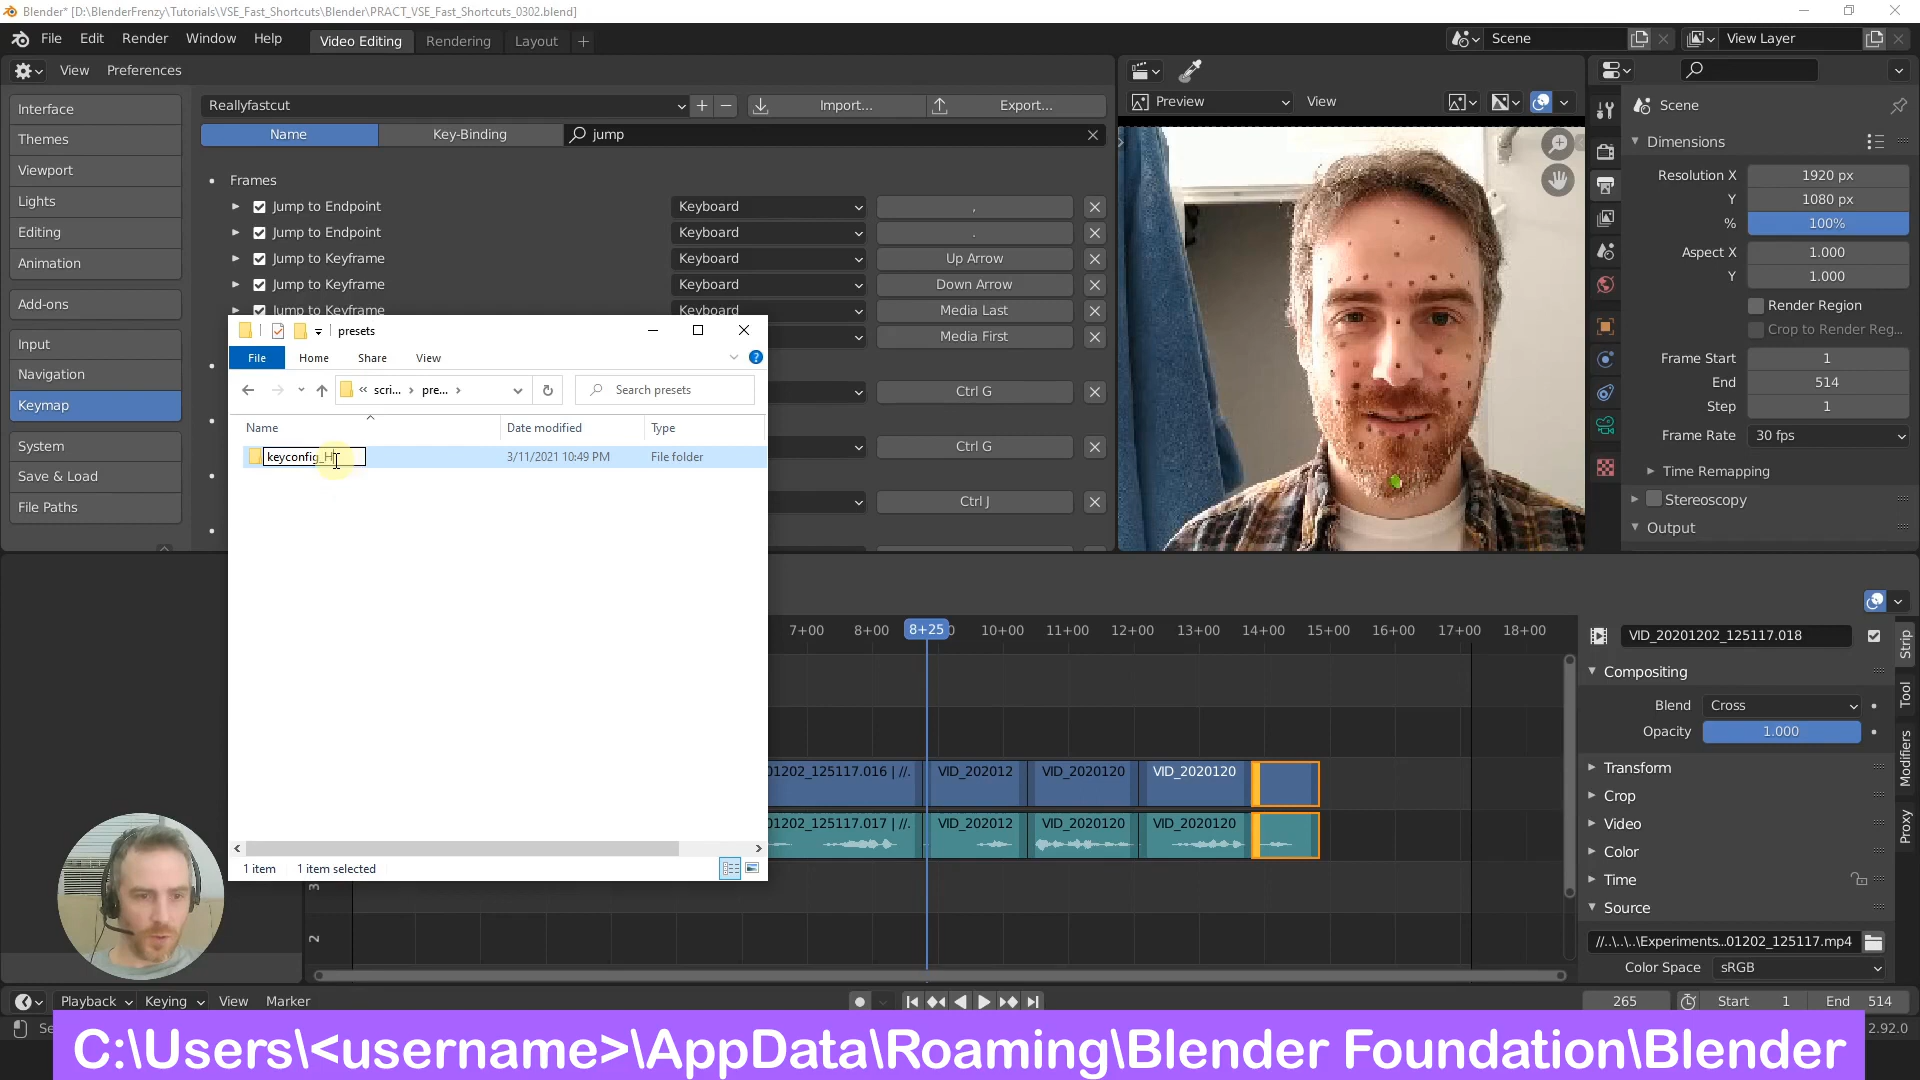 Blender* [D:\BlenderFrenzy\Tutorials\VSE_Fast_Shortcuts\Blender\PRACT_VSE_Fast_Shortcuts_0302.blend]
File Edit Render Window Help Video Editing Rendering Layout + Scene View Layer
View Preferences
Interface
Themes
Viewport
Lights
Editing
Animation
Add-ons
Input
Navigation
Keymap
System
Save & Load
File Paths
Reallyfastcut + − Import... Export...
Name Key-Binding jump
Frames
Jump to Endpoint Keyboard ,
Jump to Endpoint Keyboard .
Jump to Keyframe Keyboard Up Arrow
Jump to Keyframe Keyboard Down Arrow
Jump to Keyframe Media Last
Media First
Ctrl G
Ctrl G
Ctrl J
presets
File Home Share View
« scri... › pre... › Search presets
Name Date modified Type
keyconfig_H 3/11/2021 10:49 PM File folder
1 item 1 item selected
Preview View
Scene
Dimensions
Resolution X 1920 px
Y 1080 px
% 100%
Aspect X 1.000
Y 1.000
Render Region
Crop to Render Reg...
Frame Start 1
End 514
Step 1
Frame Rate 30 fps
Time Remapping
Stereoscopy
Output
7+00 8+00 8+25 10+00 11+00 12+00 13+00 14+00 15+00 16+00 17+00 18+00
01202_125117.016 | //. VID_202012 VID_2020120 VID_2020120
01202_125117.017 | //. VID_202012 VID_2020120 VID_2020120
3
2
VID_20201202_125117.018
Compositing
Blend Cross
Opacity 1.000
Transform
Crop
Video
Color
Time
Source
//..\..\..\Experiments...01202_125117.mp4
Color Space sRGB
Strip
Tool
Modifiers
Proxy
Playback Keying View Marker 265 Start 1 End 514
2.92.0
C:\Users\<username>\AppData\Roaming\Blender Foundation\Blender